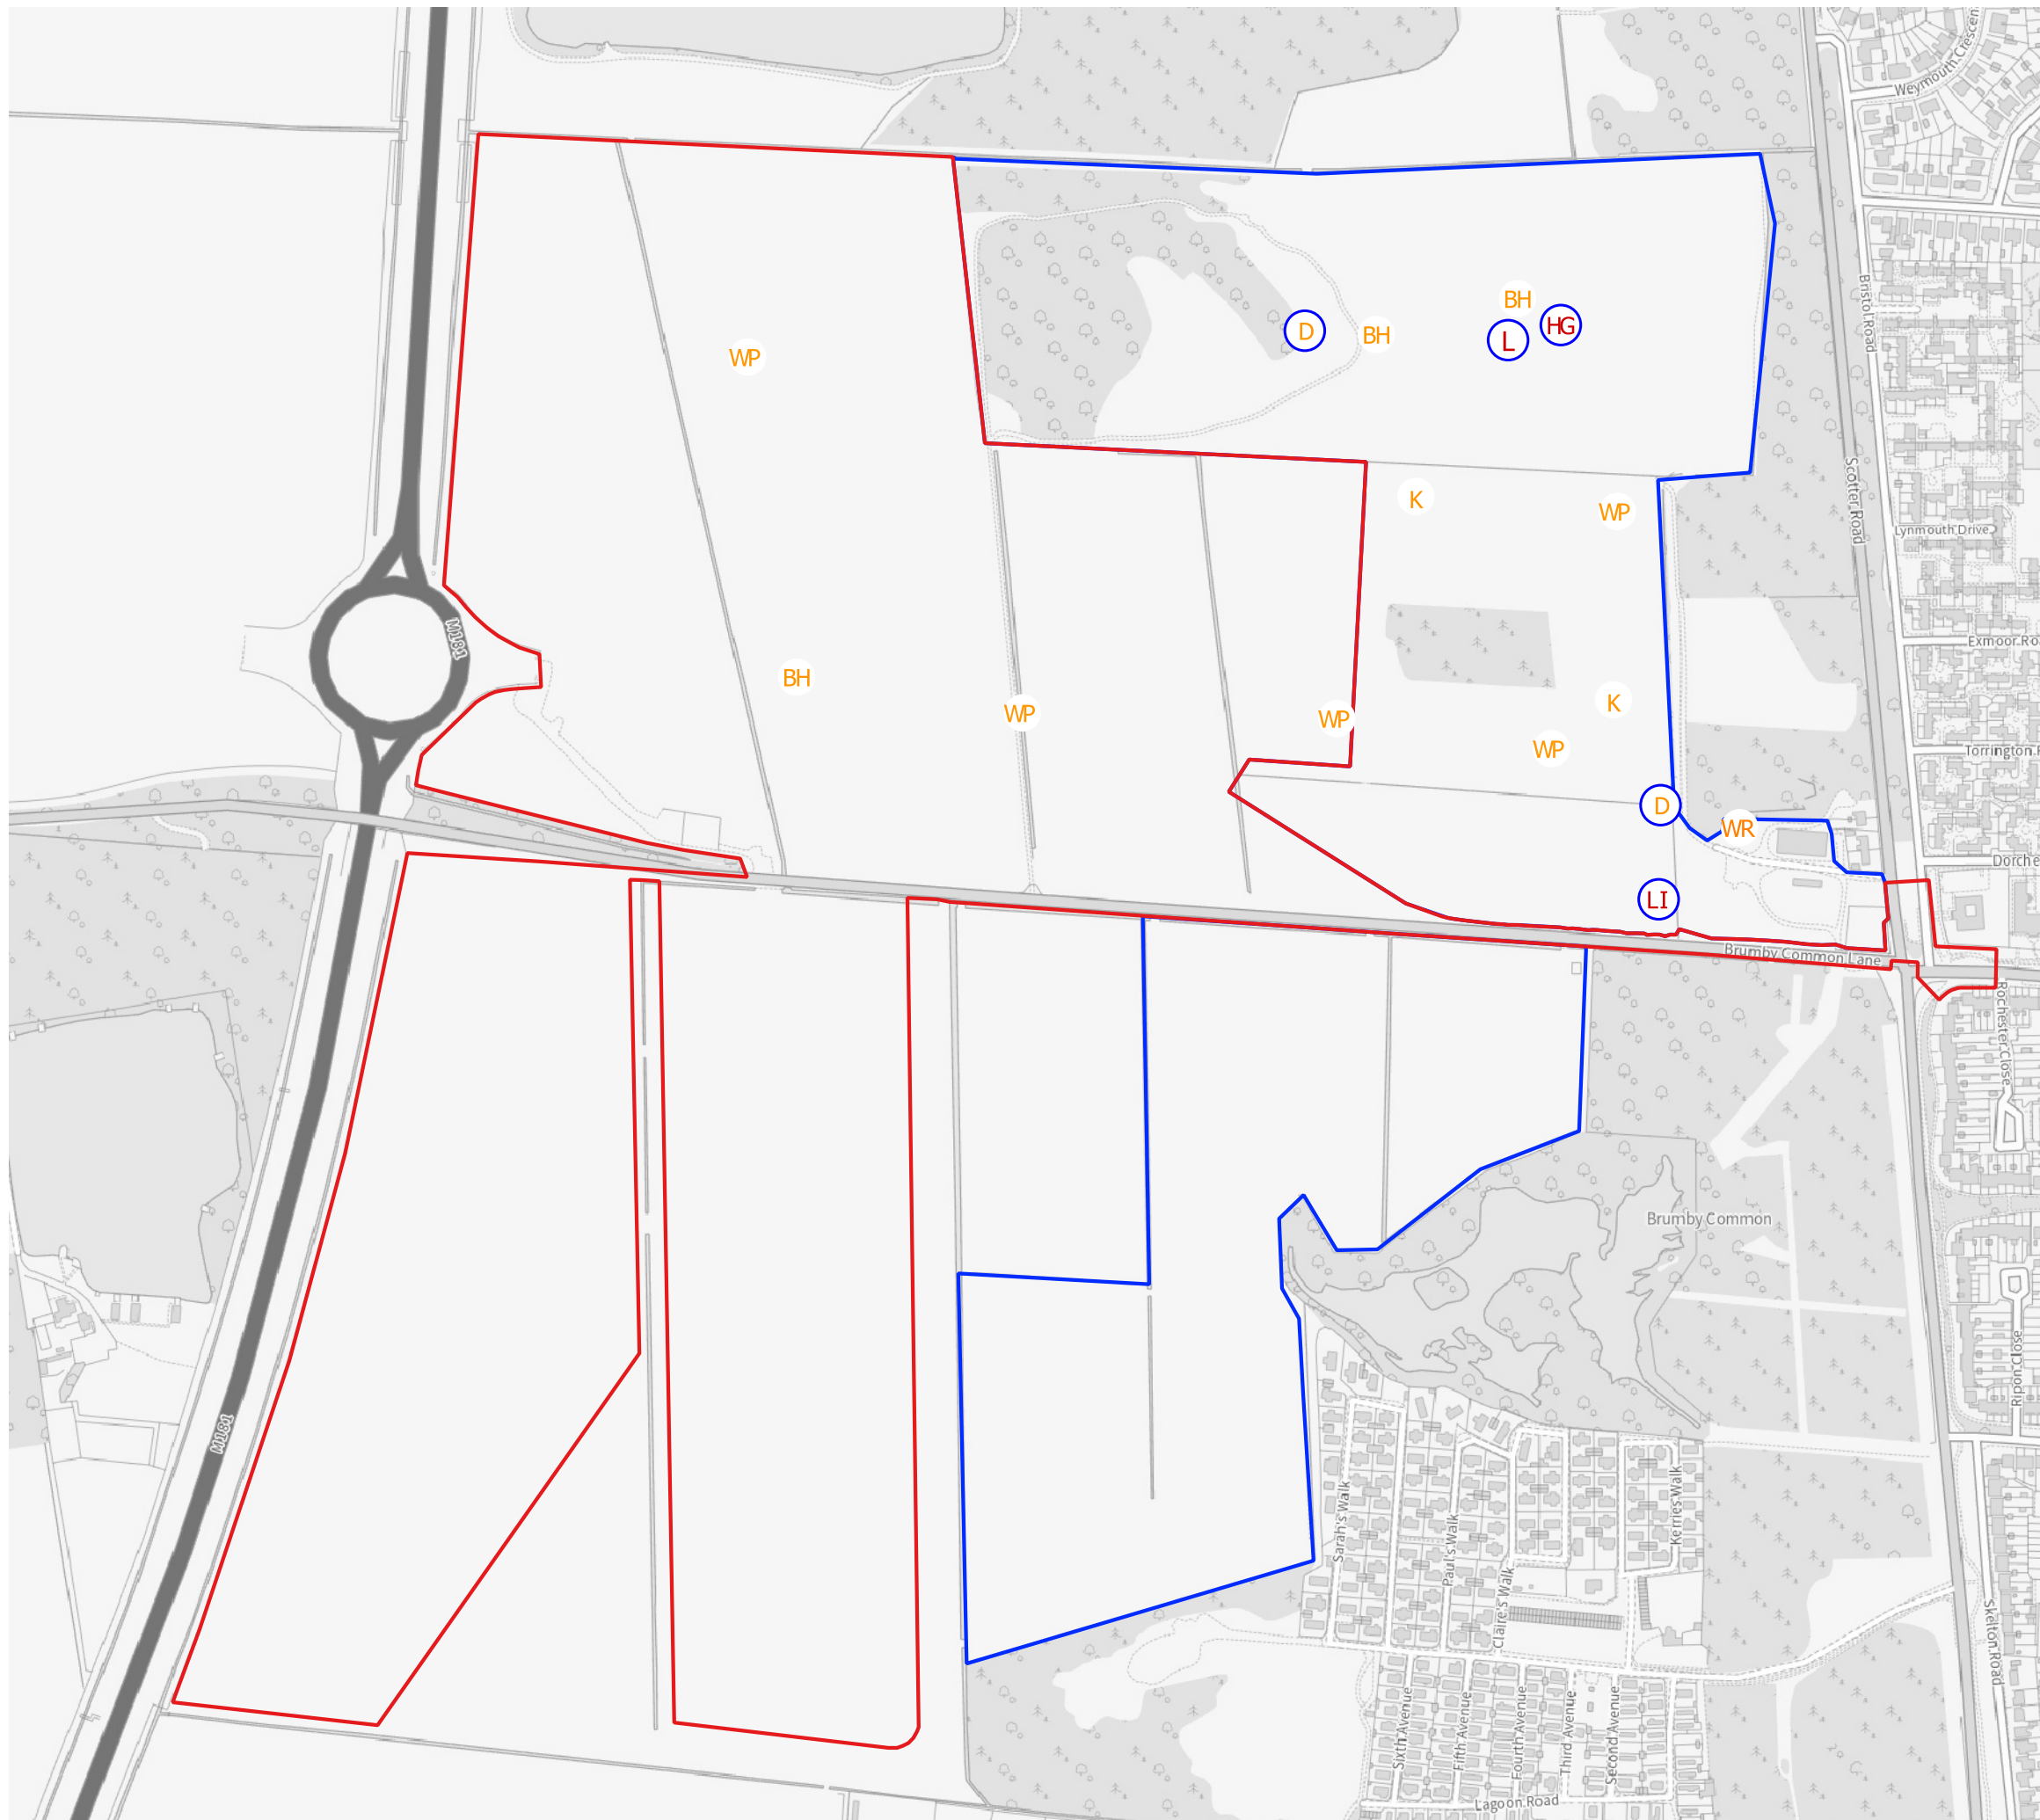 Weymouth Crescen
Bristol Road
BH
HG
D
BH
L
WP
K
WP
Scotter Road
Lynmouth Drive
M181
Exmoor Ro
BH
K
WP
WP
WP
Torrington
D
WR
Dorche
LI
Brumby Common Lane
Rochester Close
Brumby Common
Ripon Close
M181
Sarah's Walk
Paul's Walk
Kerries Walk
Claire's Walk
Skelton Road
Sixth Avenue
Fifth Avenue
Fourth Avenue
Third Avenue
Second Avenue
Lagoon Road